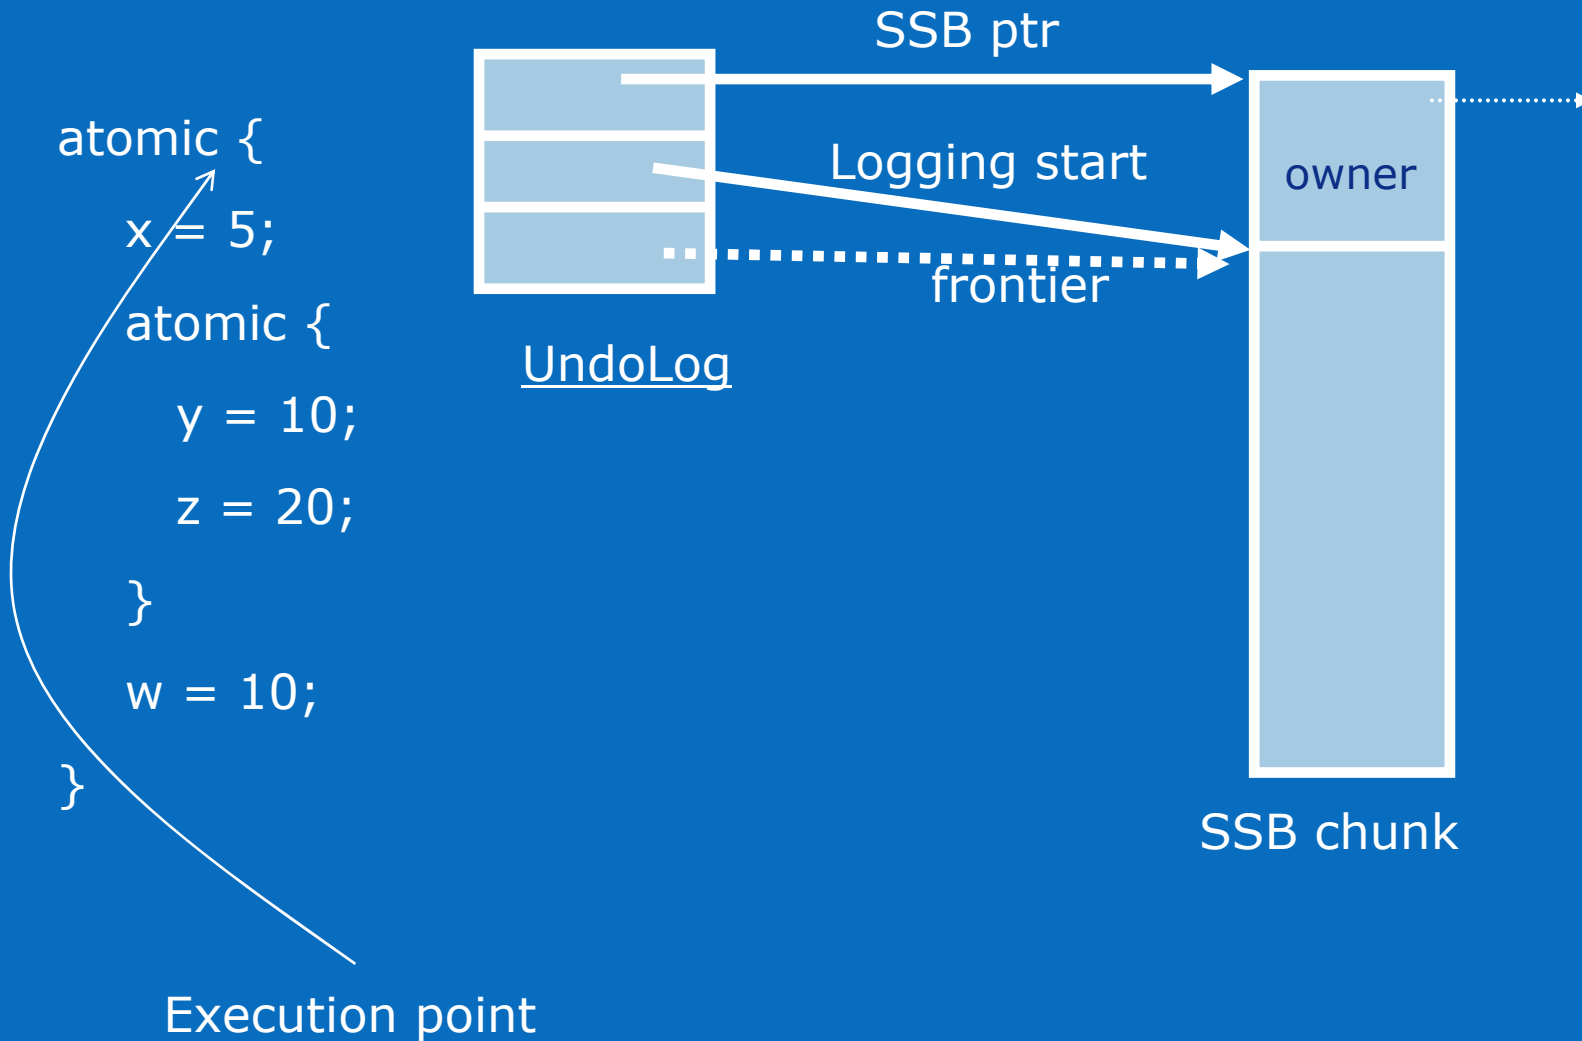 atomic {
x = 5;
atomic {
y = 10;
z = 20;
}
w = 10;
}
Execution point
UndoLog
SSB ptr
Logging start
frontier
owner
SSB chunk